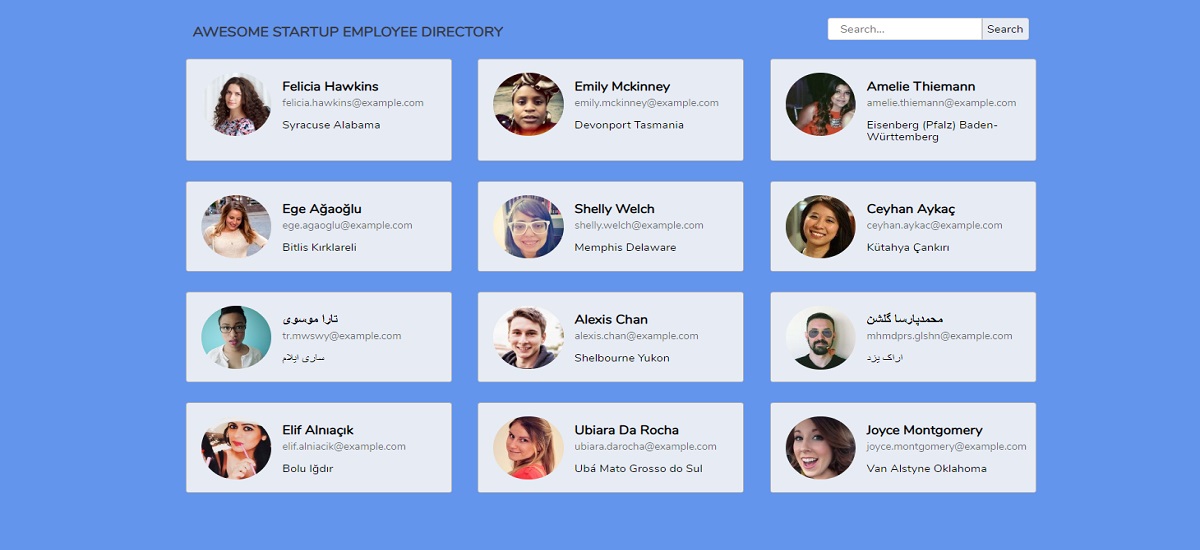 AWESOME STARTUP EMPLOYEE DIRECTORY
Search...
Search
Felicia Hawkins
felicia.hawkins@example.com
Syracuse Alabama
Emily Mckinney
emily.mckinney@example.com
Devonport Tasmania
Amelie Thiemann
amelie.thiemann@example.com
Eisenberg (Pfalz) Baden-
Württemberg
Ege Ağaoğlu
ege.agaoglu@example.com
Bitlis Kırklareli
Shelly Welch
shelly.welch@example.com
Memphis Delaware
Ceyhan Aykaç
ceyhan.aykac@example.com
Kütahya Çankırı
تارا موسوی
tr.mwswy@example.com
ساری ایلام
Alexis Chan
alexis.chan@example.com
Shelbourne Yukon
محمدپارسا گلشن
mhmdprs.glshn@example.com
اراک یزد
Elif Alnıaçık
elif.alniacik@example.com
Bolu Iğdır
Ubiara Da Rocha
ubiara.darocha@example.com
Ubá Mato Grosso do Sul
Joyce Montgomery
joyce.montgomery@example.com
Van Alstyne Oklahoma